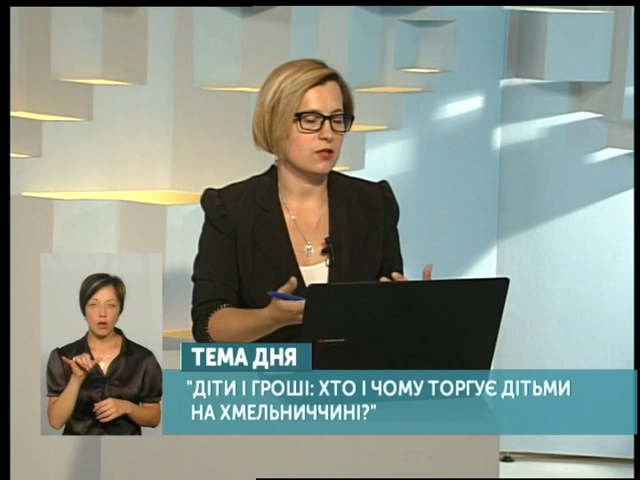 ТЕМА ДНЯ
"ДІТИ І ГРОШІ: ХТО І ЧОМУ ТОРГУЄ ДІТЬМИ
НА ХМЕЛЬНИЧЧИНІ?"